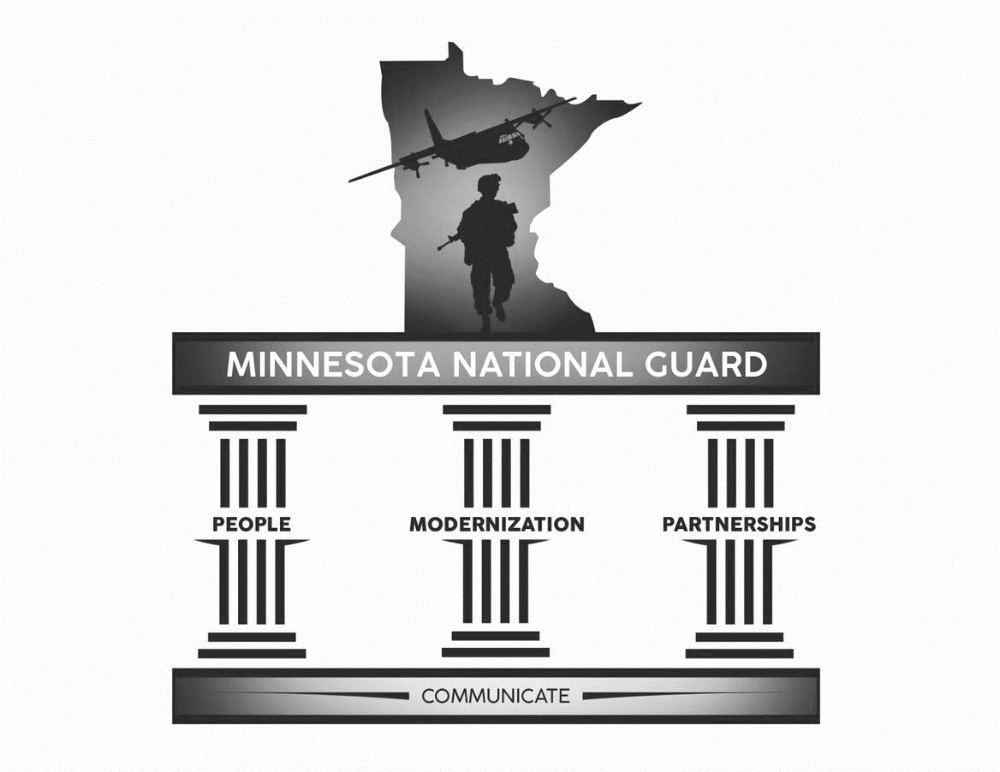 MINNESOTA NATIONAL GUARD
PEOPLE
MODERNIZATION
PARTNERSHIPS
COMMUNICATE